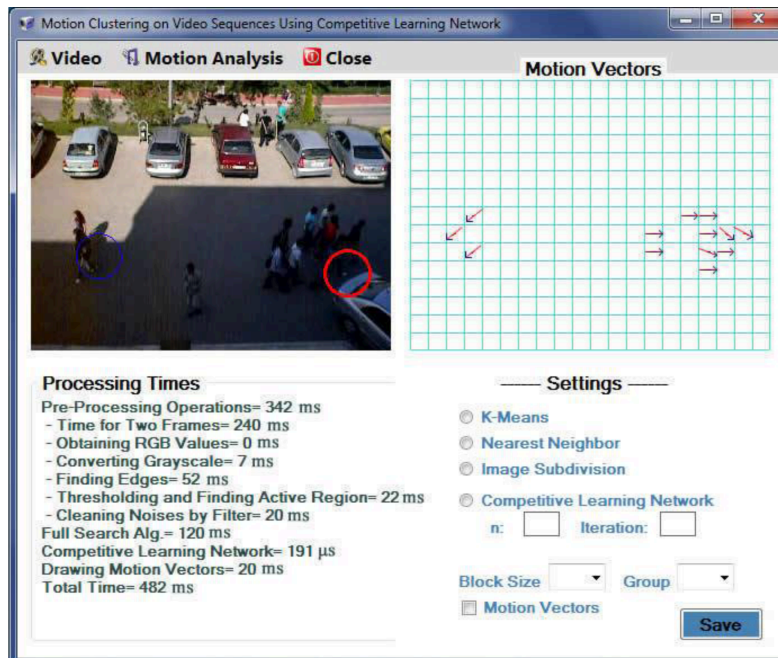 Motion Clustering on Video Sequences Using Competitive Learning Network
Video Motion Analysis Close
Motion Vectors
Processing Times
Pre-Processing Operations= 342 ms
- Time for Two Frames= 240 ms
- Obtaining RGB Values= 0 ms
- Converting Grayscale= 7 ms
- Finding Edges= 52 ms
- Thresholding and Finding Active Region= 22 ms
- Cleaning Noises by Filter= 20 ms
Full Search Alg.= 120 ms
Competitive Learning Network= 191 µs
Drawing Motion Vectors= 20 ms
Total Time= 482 ms
----- Settings -----
K-Means
Nearest Neighbor
Image Subdivision
Competitive Learning Network
n: Iteration:
Block Size Group
Motion Vectors
Save